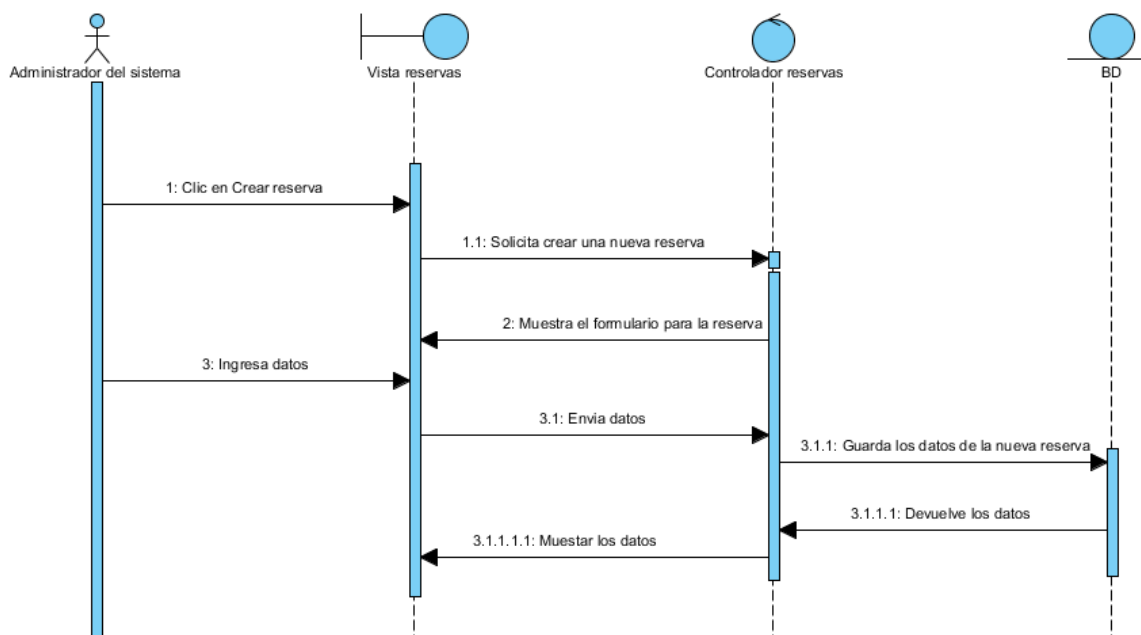 Administrador del sistema
Vista reservas
Controlador reservas
BD
1: Clic en Crear reserva
1.1: Solicita crear una nueva reserva
2: Muestra el formulario para la reserva
3: Ingresa datos
3.1: Envia datos
3.1.1: Guarda los datos de la nueva reserva
3.1.1.1: Devuelve los datos
3.1.1.1.1: Muestar los datos